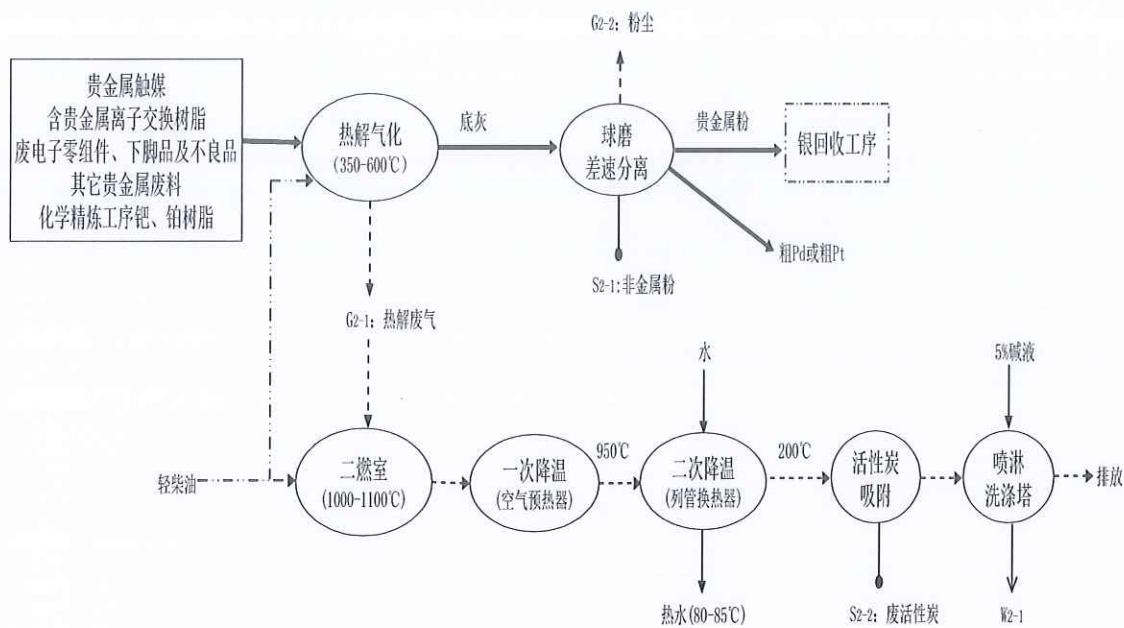 G2-2：粉尘
贵金属触媒
含贵金属离子交换树脂
废电子零组件、下脚品及不良品
其它贵金属废料
化学精炼工序钯、铂树脂
热解气化
(350-600℃)
底灰
球磨
差速分离
贵金属粉
银回收工序
粗Pd或粗Pt
S2-1:非金属粉
G2-1：热解废气
水
5%碱液
轻柴油
二燃室
(1000-1100℃)
一次降温
(空气预热器)
950℃
二次降温
(列管换热器)
200℃
活性炭
吸附
喷淋
洗涤塔
排放
热水(80-85℃)
S2-2：废活性炭
W2-1